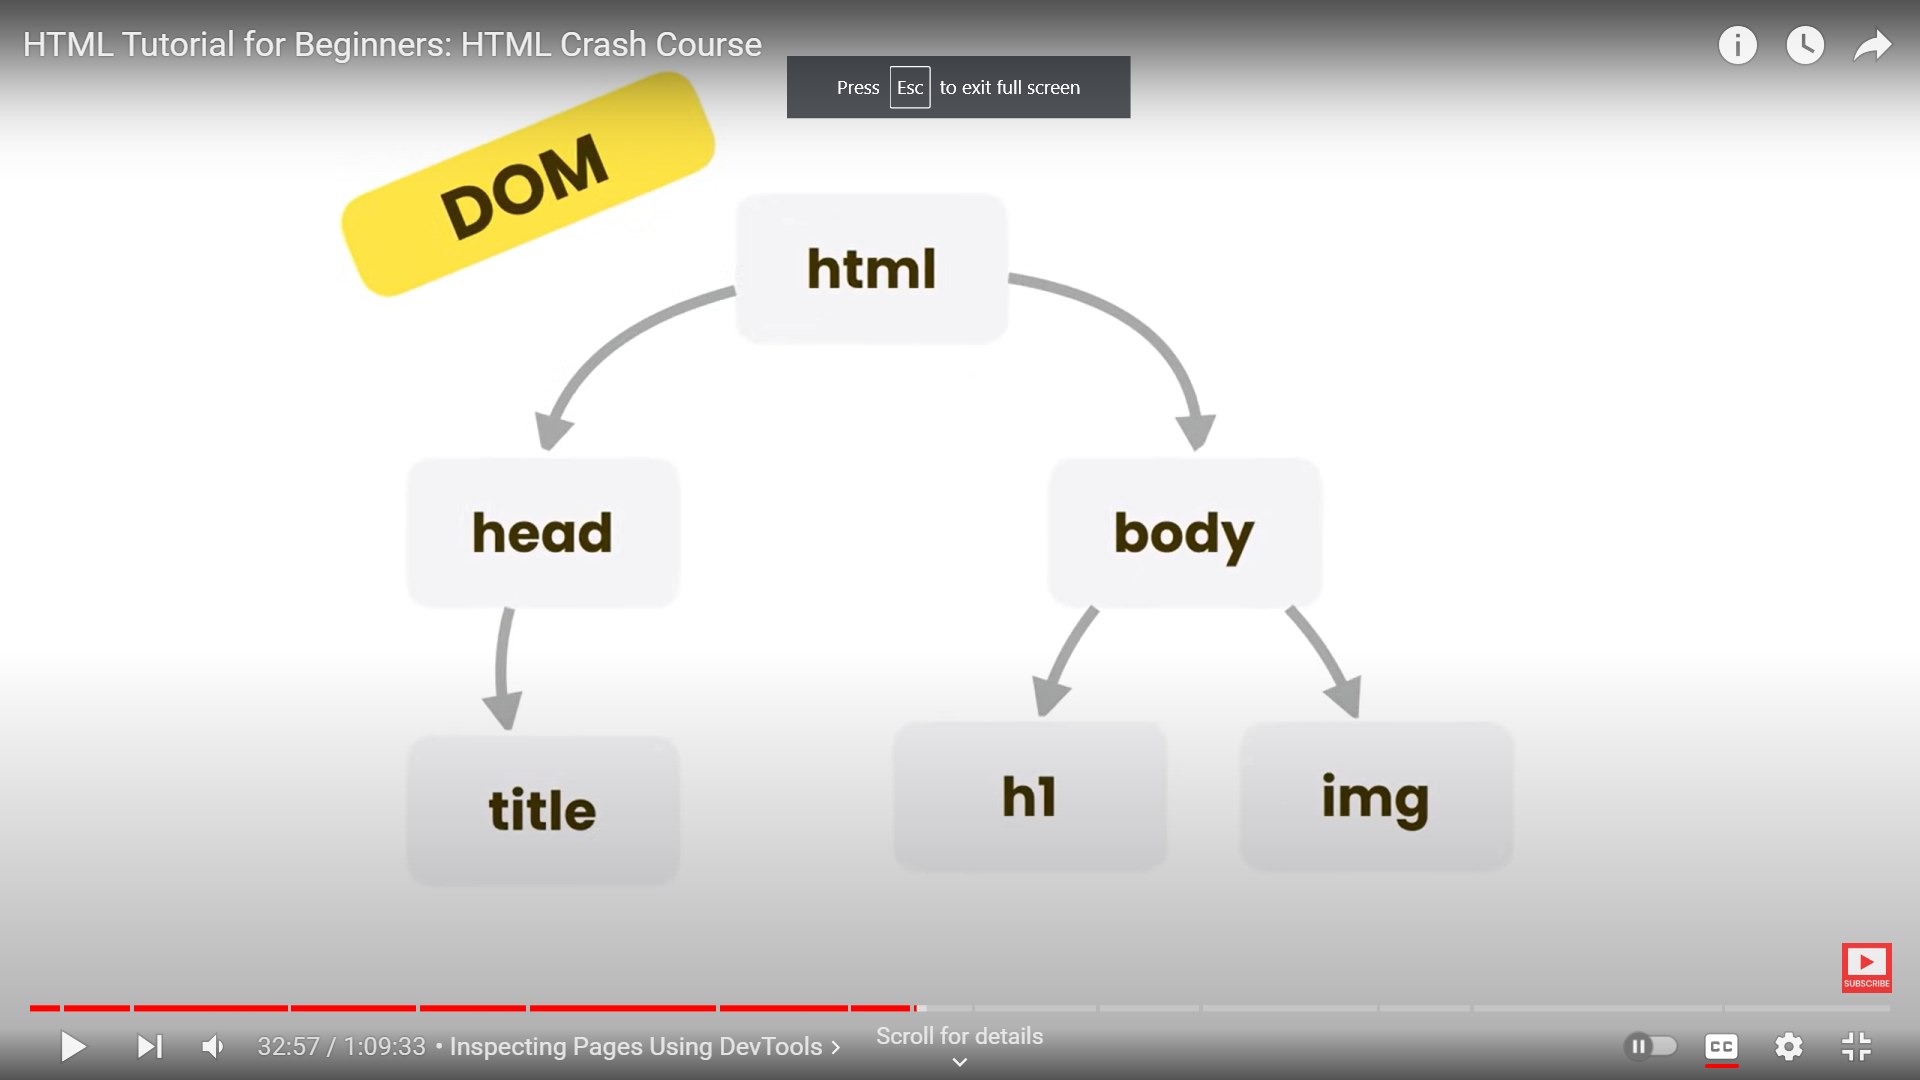 HTML Tutorial for Beginners: HTML Crash Course
Press Esc to exit full screen
DOM
html
head
body
title
h1
img
SUBSCRIBE
32:57 / 1:09:33 • Inspecting Pages Using DevTools
Scroll for details
CC